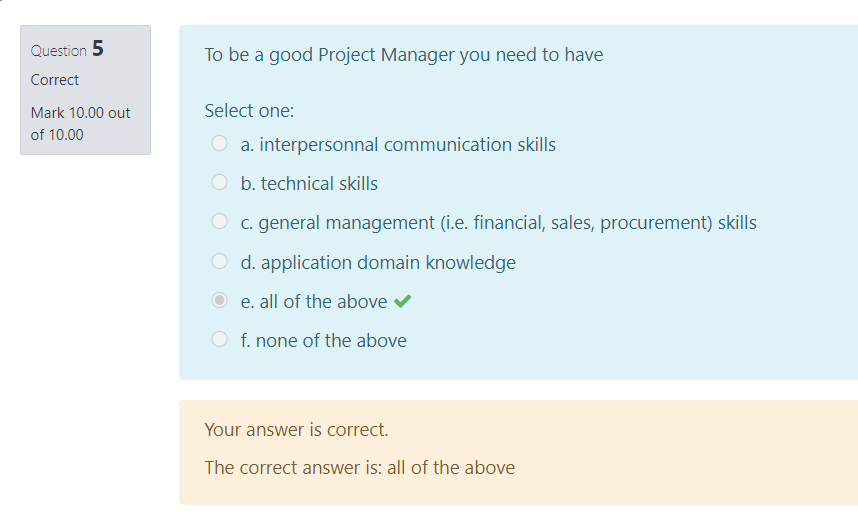 Question 5
Correct
Mark 10.00 out
of 10.00
To be a good Project Manager you need to have
Select one:
a. interpersonnal communication skills
b. technical skills
c. general management (i.e. financial, sales, procurement) skills
d. application domain knowledge
e. all of the above
f. none of the above
Your answer is correct.
The correct answer is: all of the above